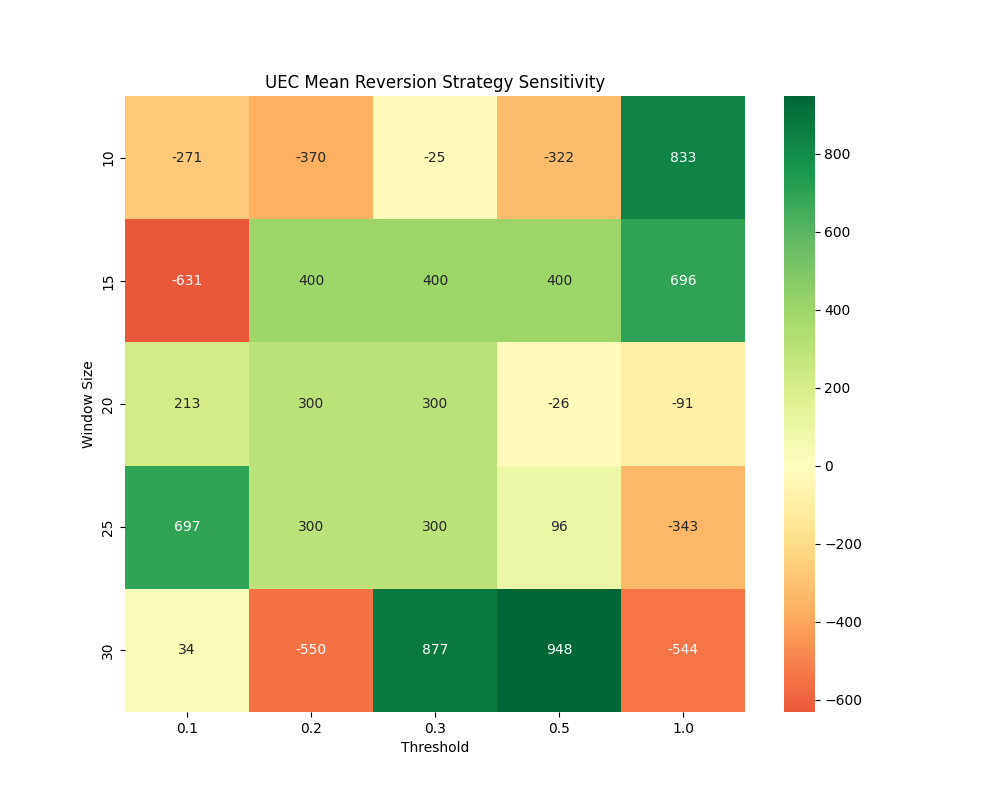 UEC Mean Reversion Strategy Sensitivity
10 -271 -370 -25 -322 833
15 -631 400 400 400 696
20 213 300 300 -26 -91
25 697 300 300 96 -343
30 34 -550 877 948 -544
0.1 0.2 0.3 0.5 1.0
Threshold
Window Size
800
600
400
200
0
−200
−400
−600